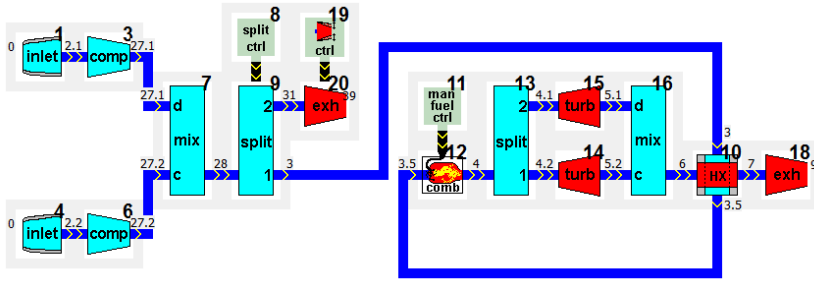 8
19
1
3
split
ctrl
ctrl
0
2.1
27.1
inlet
comp
7
9
20
11
13
15
16
27.1
d
2
31
exh
39
man
fuel
ctrl
2
4.1
turb
5.1
d
mix
split
split
mix
3
27.2
12
14
10
18
c
28
1
3
3.5
comb
4
1
4.2
turb
5.2
c
6
HX
7
exh
9
4
6
3.5
0
2.2
27.2
inlet
comp